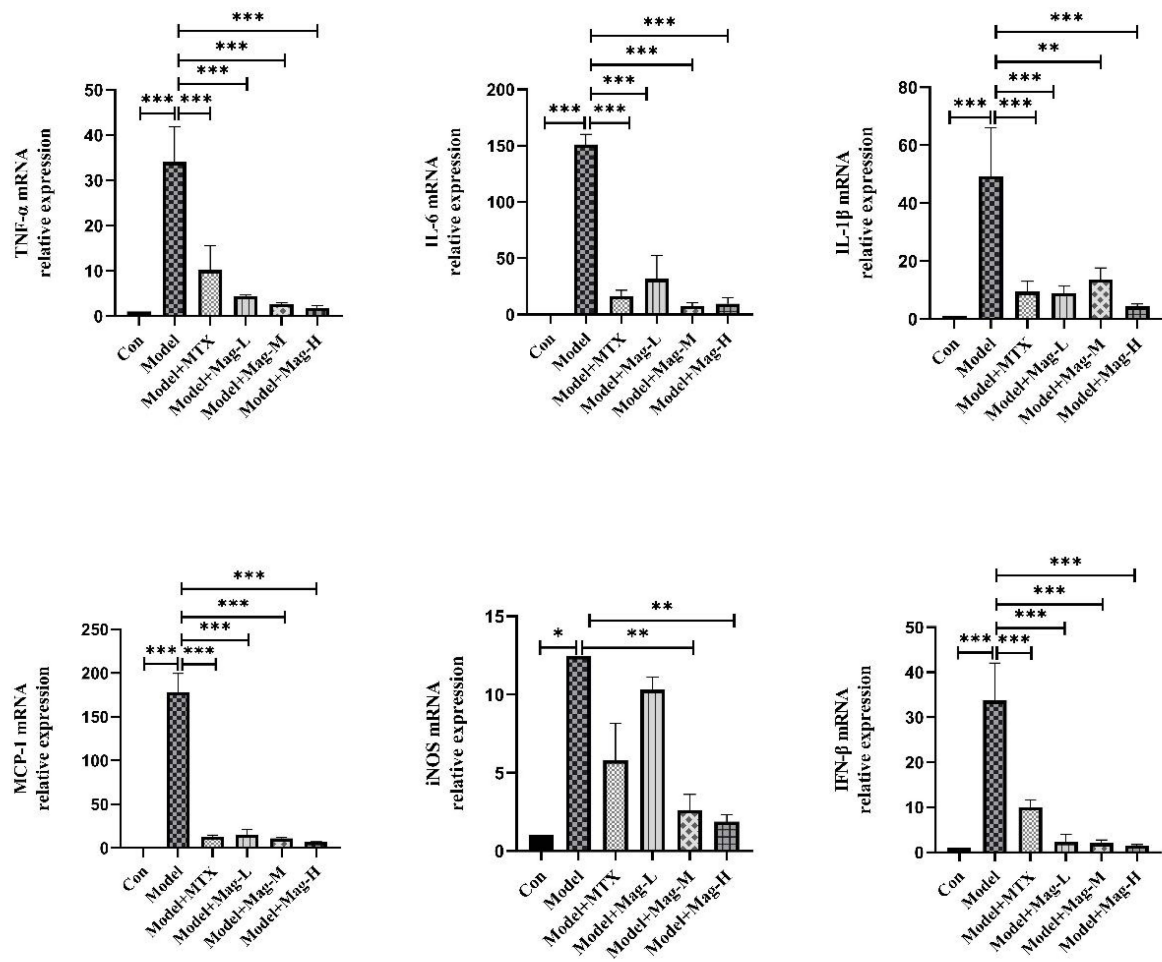 ***
***
***
*** ***
TNF-α mRNA
relative expression
50
40
30
20
10
0
Con
Model
Model+MTX
Model+Mag-L
Model+Mag-M
Model+Mag-H
***
***
***
*** ***
IL-6 mRNA
relative expression
200
150
100
50
0
Con
Model
Model+MTX
Model+Mag-L
Model+Mag-M
Model+Mag-H
***
**
***
*** ***
IL-1β mRNA
relative expression
80
60
40
20
0
Con
Model
Model+MTX
Model+Mag-L
Model+Mag-M
Model+Mag-H
***
***
***
*** ***
MCP-1 mRNA
relative expression
250
200
150
100
50
0
Con
Model
Model+MTX
Model+Mag-L
Model+Mag-M
Model+Mag-H
**
* **
iNOS mRNA
relative expression
15
10
5
0
Con
Model
Model+MTX
Model+Mag-L
Model+Mag-M
Model+Mag-H
***
***
***
*** ***
IFN-β mRNA
relative expression
50
40
30
20
10
0
Con
Model
Model+MTX
Model+Mag-L
Model+Mag-M
Model+Mag-H